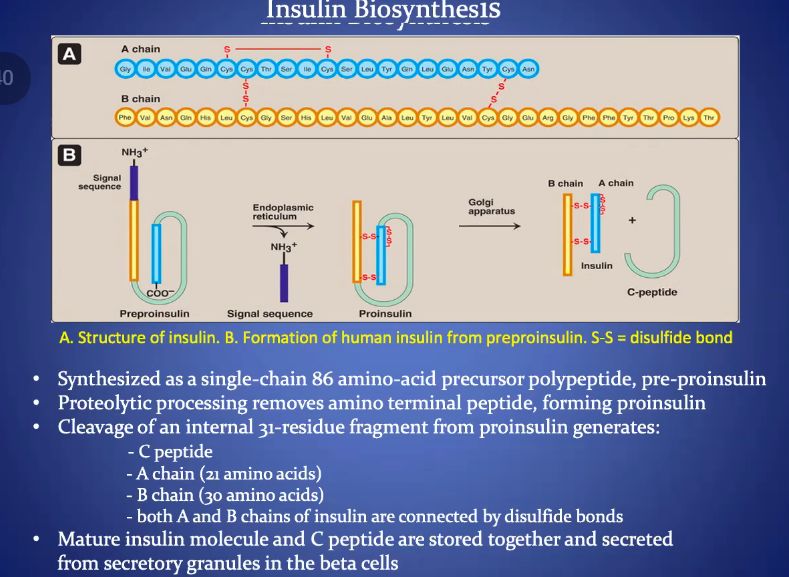 Insulin Biosynthesis
40
A
A chain
S S
Gly Ile Val Glu Gln Cys Cys Thr Ser Ile Cys Ser Leu Tyr Gln Leu Glu Asn Tyr Cys Asn
S S
S S
B chain
Phe Val Asn Gln His Leu Cys Gly Ser His Leu Val Glu Ala Leu Tyr Leu Val Cys Gly Glu Arg Gly Phe Phe Tyr Thr Pro Lys Thr
B
NH3+
Signal
sequence
COO-
Preproinsulin
Endoplasmic
reticulum
NH3+
Signal sequence
-S-S-
S-S
-S-S-
Proinsulin
Golgi
apparatus
B chain A chain
-S-S-
S-S
-S-S-
+
Insulin
C-peptide
A. Structure of insulin. B. Formation of human insulin from preproinsulin. S-S = disulfide bond
• Synthesized as a single-chain 86 amino-acid precursor polypeptide, pre-proinsulin
• Proteolytic processing removes amino terminal peptide, forming proinsulin
• Cleavage of an internal 31-residue fragment from proinsulin generates:
- C peptide
- A chain (21 amino acids)
- B chain (30 amino acids)
- both A and B chains of insulin are connected by disulfide bonds
• Mature insulin molecule and C peptide are stored together and secreted
from secretory granules in the beta cells